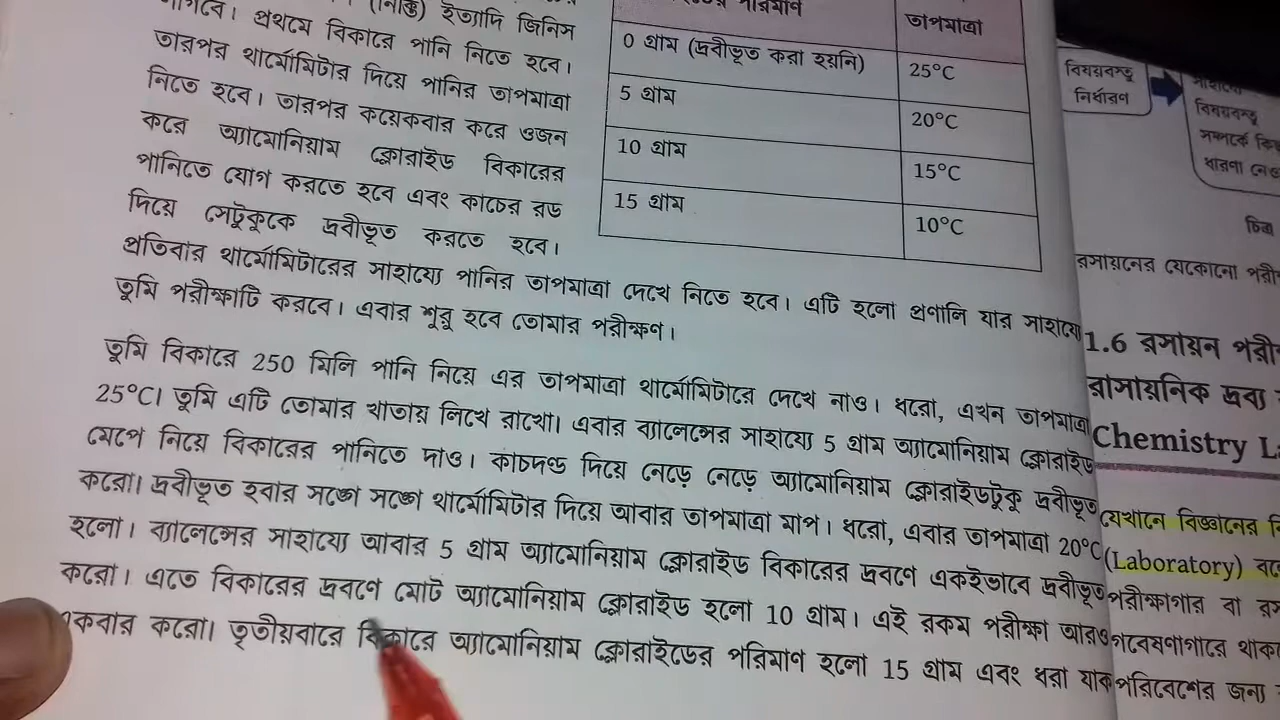 (নিক্তি) ইত্যাদি জিনিস
লাগবে। প্রথমে বিকারে পানি নিতে হবে।
তারপর থার্মোমিটার দিয়ে পানির তাপমাত্রা
নিতে হবে। তারপর কয়েকবার করে ওজন
করে অ্যামোনিয়াম ক্লোরাইড বিকারের
পানিতে যোগ করতে হবে এবং কাচের রড
দিয়ে সেটুকুকে দ্রবীভূত করতে হবে।
পরিমাণ তাপমাত্রা
0 গ্রাম (দ্রবীভূত করা হয়নি) 25°C
5 গ্রাম 20°C
10 গ্রাম 15°C
15 গ্রাম 10°C
প্রতিবার থার্মোমিটারের সাহায্যে পানির তাপমাত্রা দেখে নিতে হবে। এটি হলো প্রণালি যার সাহায্যে
তুমি পরীক্ষাটি করবে। এবার শুরু হবে তোমার পরীক্ষণ।
তুমি বিকারে 250 মিলি পানি নিয়ে এর তাপমাত্রা থার্মোমিটারে দেখে নাও। ধরো, এখন তাপমাত্রা
25°C। তুমি এটি তোমার খাতায় লিখে রাখো। এবার ব্যালেন্সের সাহায্যে 5 গ্রাম অ্যামোনিয়াম ক্লোরাইড
মেপে নিয়ে বিকারের পানিতে দাও। কাচদণ্ড দিয়ে নেড়ে নেড়ে অ্যামোনিয়াম ক্লোরাইডটুকু দ্রবীভূত
করো। দ্রবীভূত হবার সঙ্গে সঙ্গে থার্মোমিটার দিয়ে আবার তাপমাত্রা মাপ। ধরো, এবার তাপমাত্রা 20°C
হলো। ব্যালেন্সের সাহায্যে আবার 5 গ্রাম অ্যামোনিয়াম ক্লোরাইড বিকারের দ্রবণে একইভাবে দ্রবীভূত
করো। এতে বিকারের দ্রবণে মোট অ্যামোনিয়াম ক্লোরাইড হলো 10 গ্রাম। এই রকম পরীক্ষা আরও
একবার করো। তৃতীয়বারে বিকারে অ্যামোনিয়াম ক্লোরাইডের পরিমাণ হলো 15 গ্রাম এবং ধরা যাক
বিষয়বস্তু
নির্ধারণ
বিষয়বস্তু
সম্পর্কে
ধারণা
চিত্র
রসায়নের যেকোনো
1.6 রসায়ন
রাসায়নিক দ্রব্য
Chemistry
যেখানে বিজ্ঞানের
(Laboratory)
পরীক্ষাগার বা
গবেষণাগারে
পরিবেশের জন্য